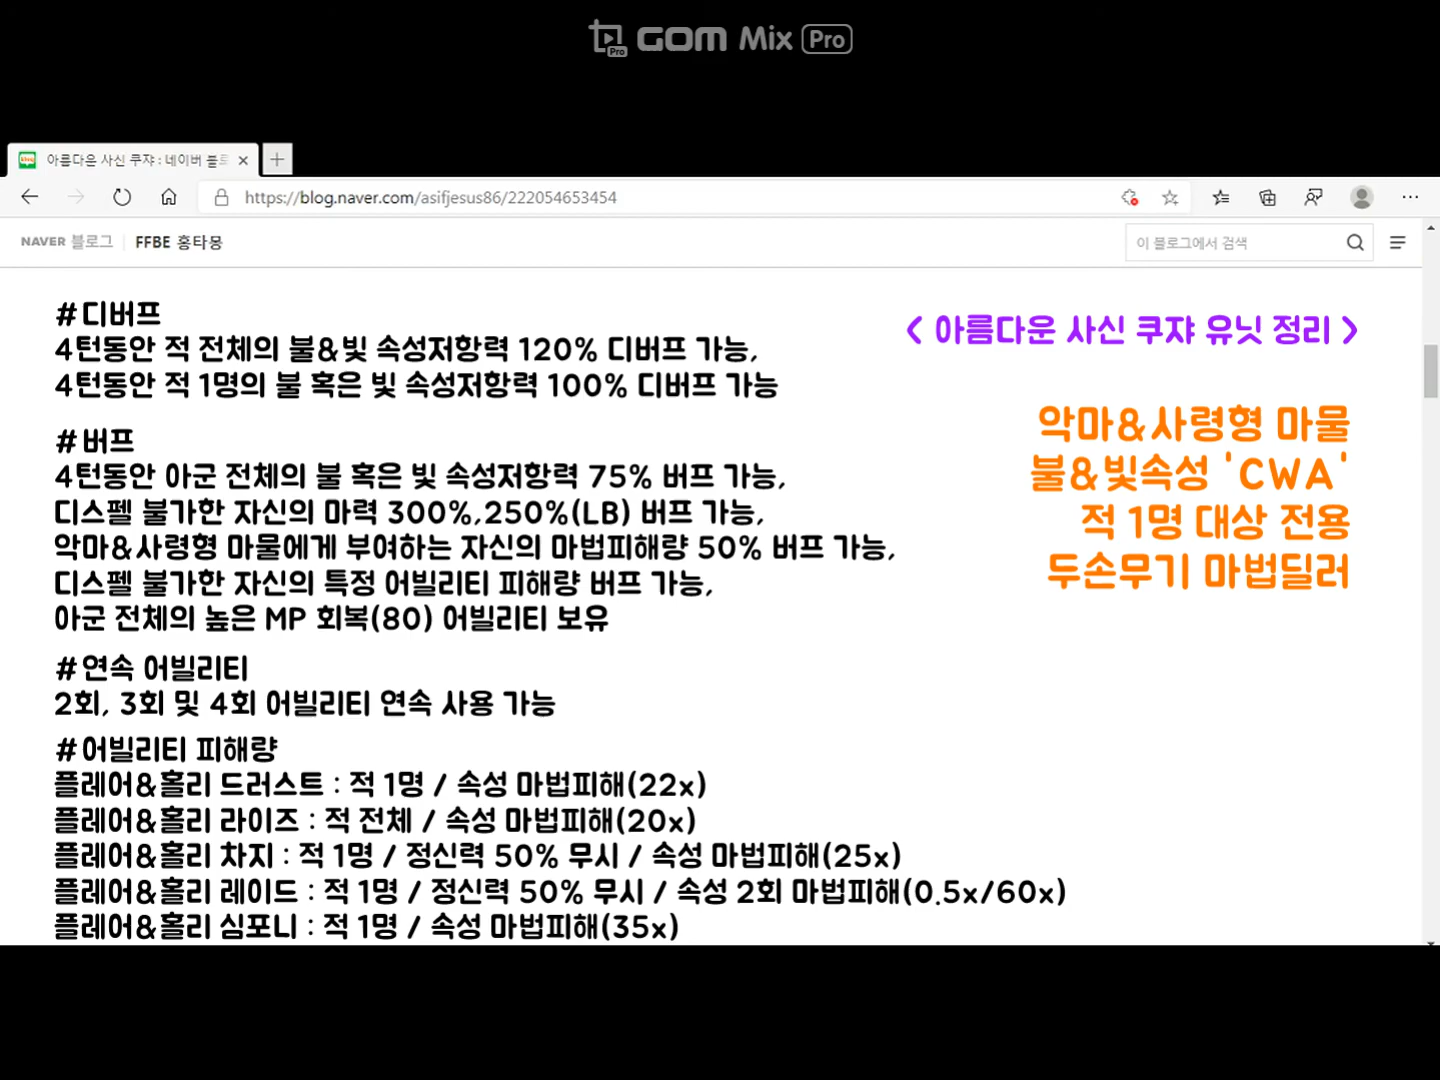 GOM Mix Pro
아름다운 사신 쿠쟈 : 네이버 블로
https://blog.naver.com/asifjesus86/222054653454
NAVER 블로그 FFBE 홍타몽
이 블로그에서 검색
#디버프
4턴동안 적 전체의 불&빛 속성저항력 120% 디버프 가능,
4턴동안 적 1명의 불 혹은 빛 속성저항력 100% 디버프 가능
#버프
4턴동안 아군 전체의 불 혹은 빛 속성저항력 75% 버프 가능,
디스펠 불가한 자신의 마력 300%,250%(LB) 버프 가능,
악마&사령형 마물에게 부여하는 자신의 마법피해량 50% 버프 가능,
디스펠 불가한 자신의 특정 어빌리티 피해량 버프 가능,
아군 전체의 높은 MP 회복(80) 어빌리티 보유
#연속 어빌리티
2회, 3회 및 4회 어빌리티 연속 사용 가능
#어빌리티 피해량
플레어&홀리 드러스트 : 적 1명 / 속성 마법피해(22x)
플레어&홀리 라이즈 : 적 전체 / 속성 마법피해(20x)
플레어&홀리 차지 : 적 1명 / 정신력 50% 무시 / 속성 마법피해(25x)
플레어&홀리 레이드 : 적 1명 / 정신력 50% 무시 / 속성 2회 마법피해(0.5x/60x)
플레어&홀리 심포니 : 적 1명 / 속성 마법피해(35x)
< 아름다운 사신 쿠쟈 유닛 정리 >
악마&사령형 마물
불&빛속성 'CWA'
적 1명 대상 전용
두손무기 마법딜러